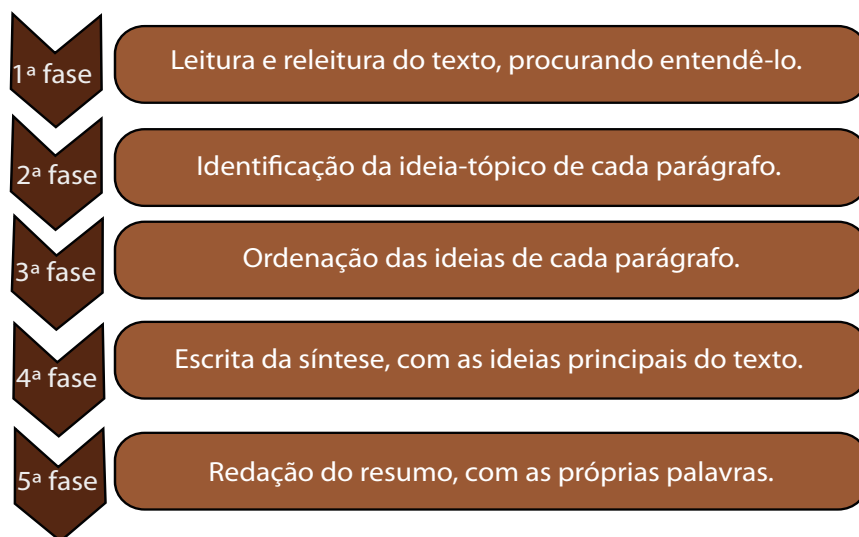 1ª fase
Leitura e releitura do texto, procurando entendê-lo.
2ª fase
Identificação da ideia-tópico de cada parágrafo.
3ª fase
Ordenação das ideias de cada parágrafo.
4ª fase
Escrita da síntese, com as ideias principais do texto.
5ª fase
Redação do resumo, com as próprias palavras.